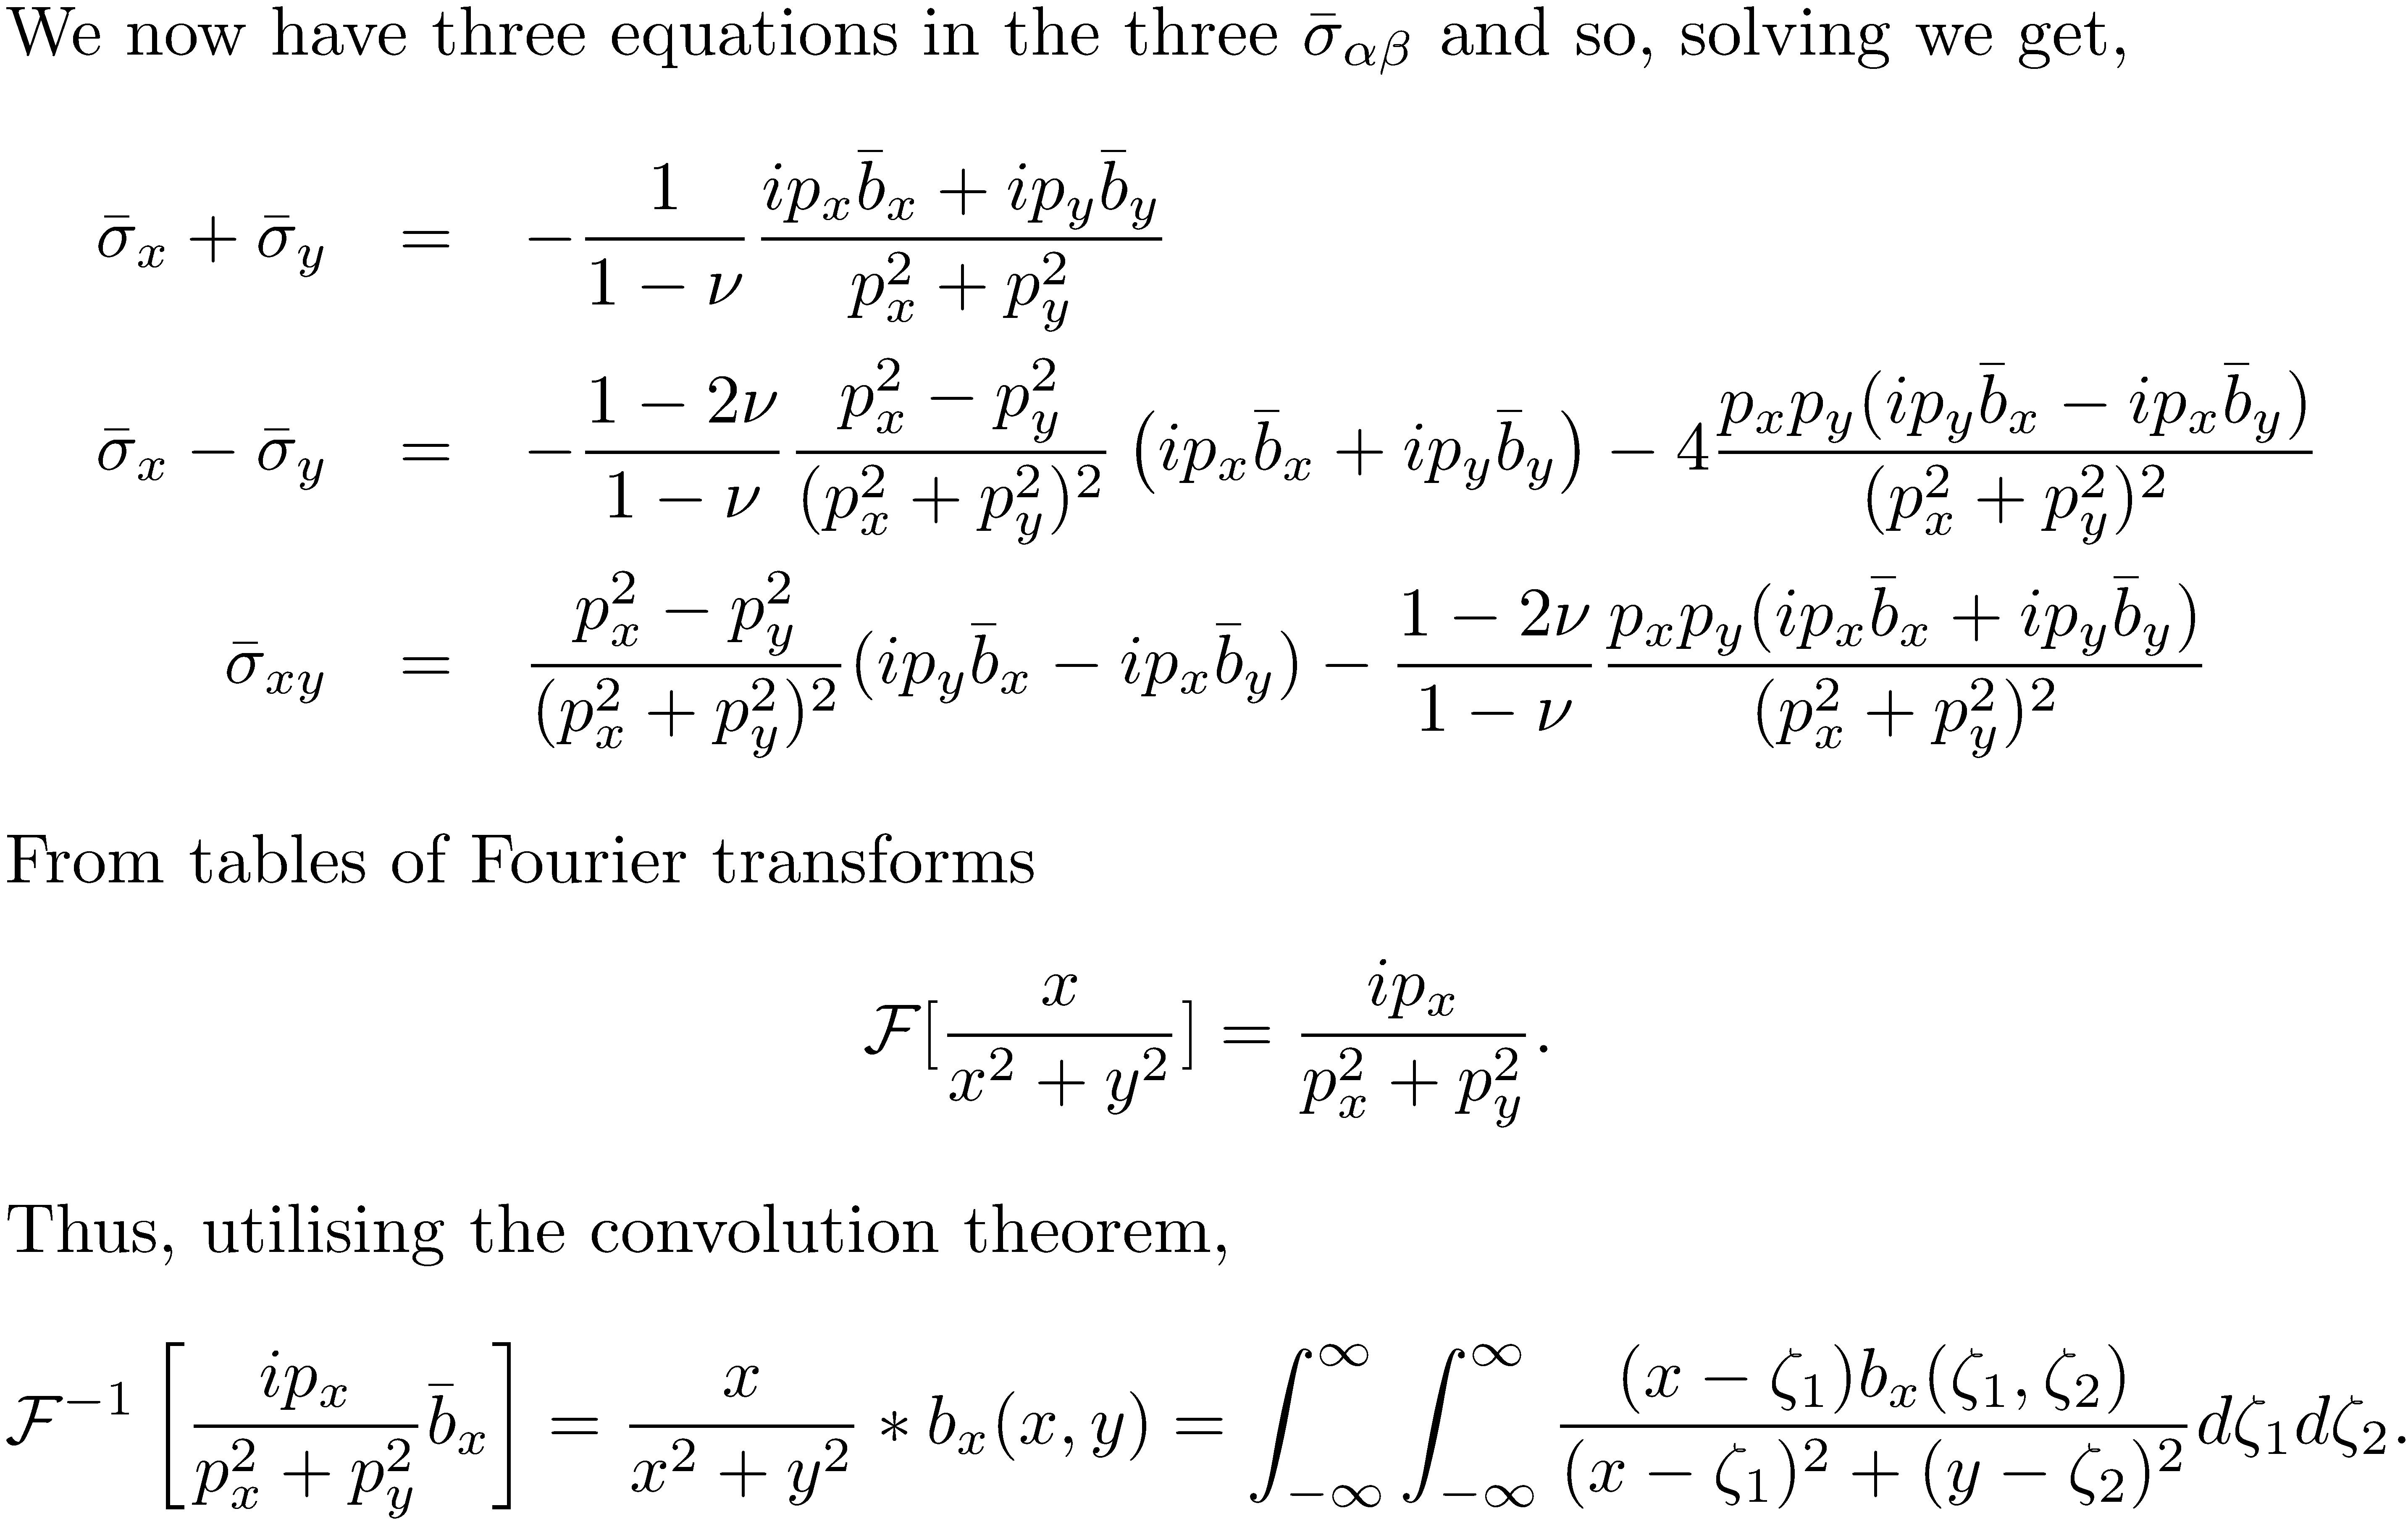 We now have three equations in the three $\bar{\sigma}_{\alpha\beta}$ and so, solving we get,
$\bar{\sigma}_x + \bar{\sigma}_y = -\frac{1}{1-\nu}\frac{ip_x\bar{b}_x + ip_y\bar{b}_y}{p_x^2 + p_y^2}$
$\bar{\sigma}_x - \bar{\sigma}_y = -\frac{1-2\nu}{1-\nu}\frac{p_x^2 - p_y^2}{(p_x^2 + p_y^2)^2}\left(ip_x\bar{b}_x + ip_y\bar{b}_y\right) - 4\frac{p_xp_y(ip_y\bar{b}_x - ip_x\bar{b}_y)}{(p_x^2 + p_y^2)^2}$
$\bar{\sigma}_{xy} = \frac{p_x^2 - p_y^2}{(p_x^2 + p_y^2)^2}(ip_y\bar{b}_x - ip_x\bar{b}_y) - \frac{1-2\nu}{1-\nu}\frac{p_xp_y(ip_x\bar{b}_x + ip_y\bar{b}_y)}{(p_x^2 + p_y^2)^2}$
From tables of Fourier transforms
$\mathcal{F}[\frac{x}{x^2 + y^2}] = \frac{ip_x}{p_x^2 + p_y^2}.$
Thus, utilising the convolution theorem,
$\mathcal{F}^{-1}\left[\frac{ip_x}{p_x^2 + p_y^2}\bar{b}_x\right] = \frac{x}{x^2 + y^2} * b_x(x, y) = \int_{-\infty}^{\infty}\int_{-\infty}^{\infty}\frac{(x - \zeta_1)b_x(\zeta_1, \zeta_2)}{(x - \zeta_1)^2 + (y - \zeta_2)^2}d\zeta_1 d\zeta_2.$